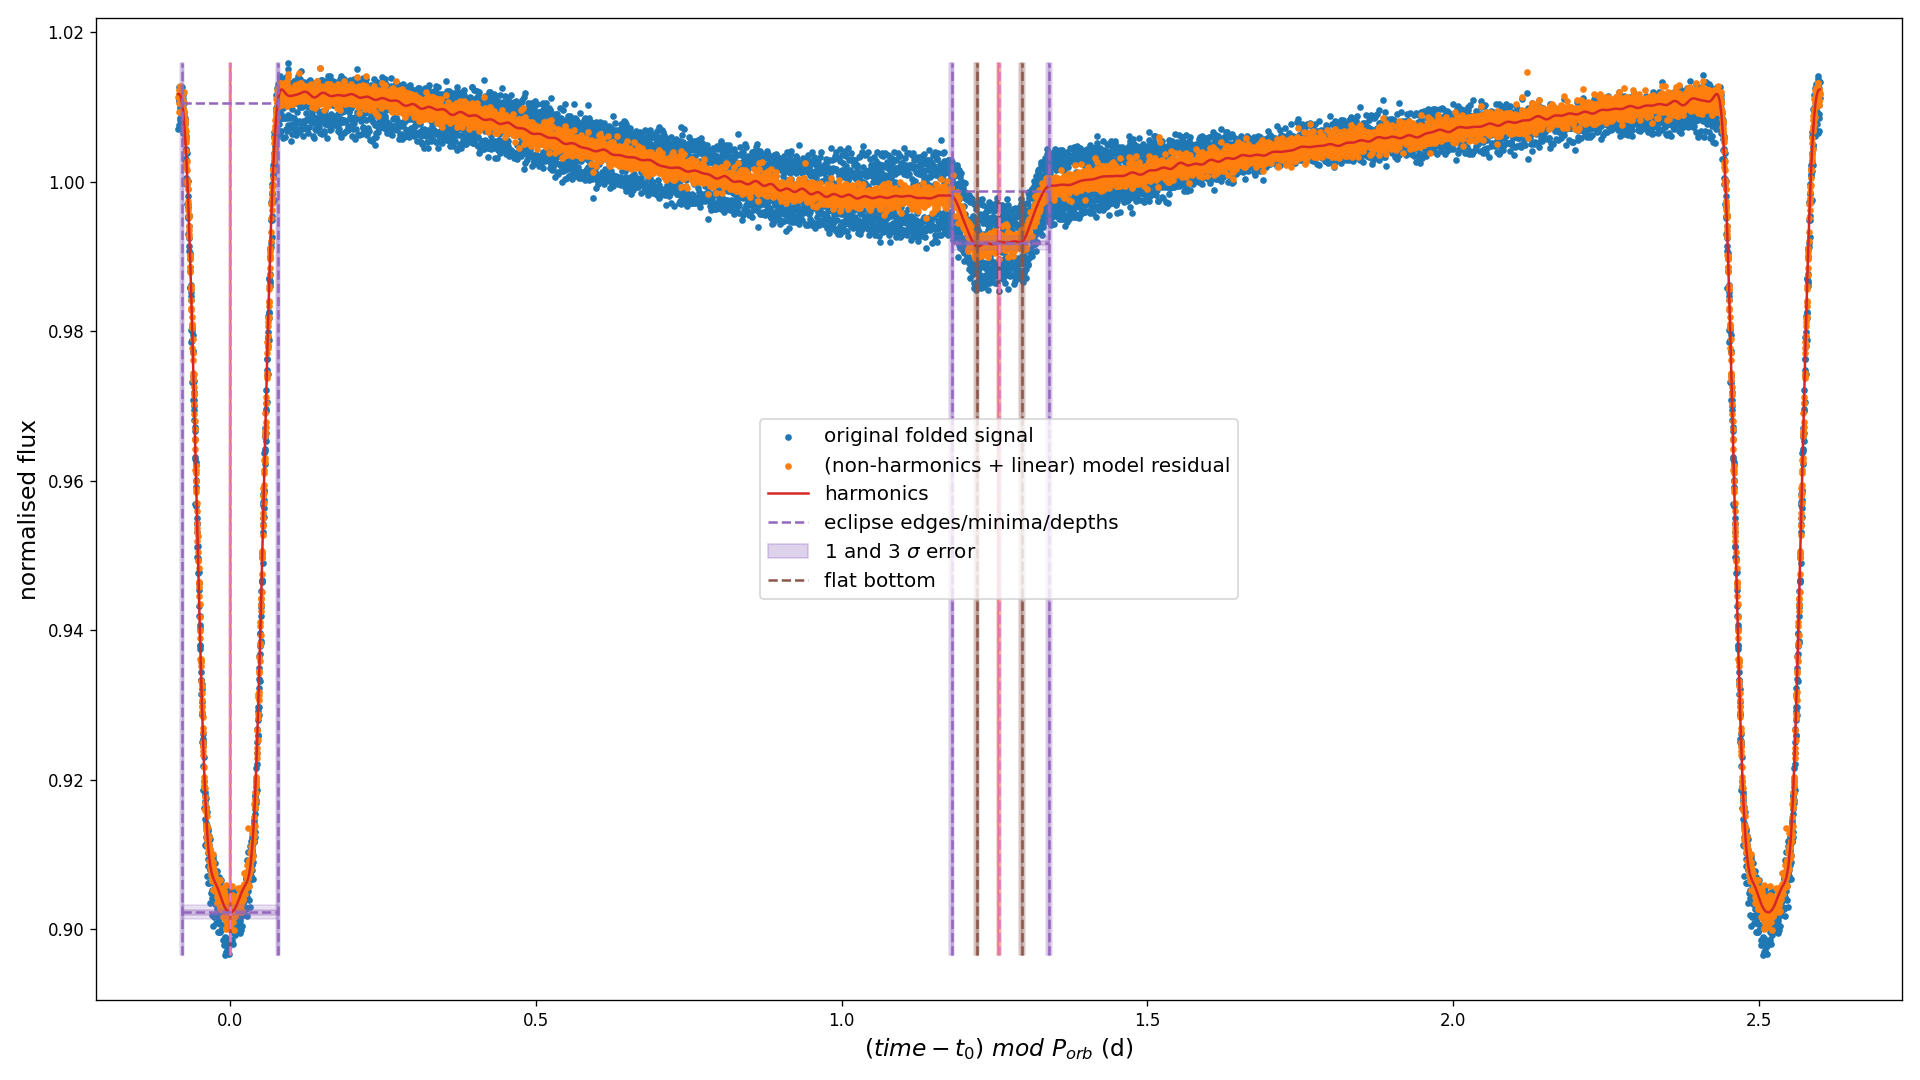 1.02
1.00
0.98
0.96
0.94
0.92
0.90
normalised flux
original folded signal
(non-harmonics + linear) model residual
harmonics
eclipse edges/minima/depths
1 and 3 σ error
flat bottom
0.0 0.5 1.0 1.5 2.0 2.5
(time − t₀) mod Pₒᵣb (d)